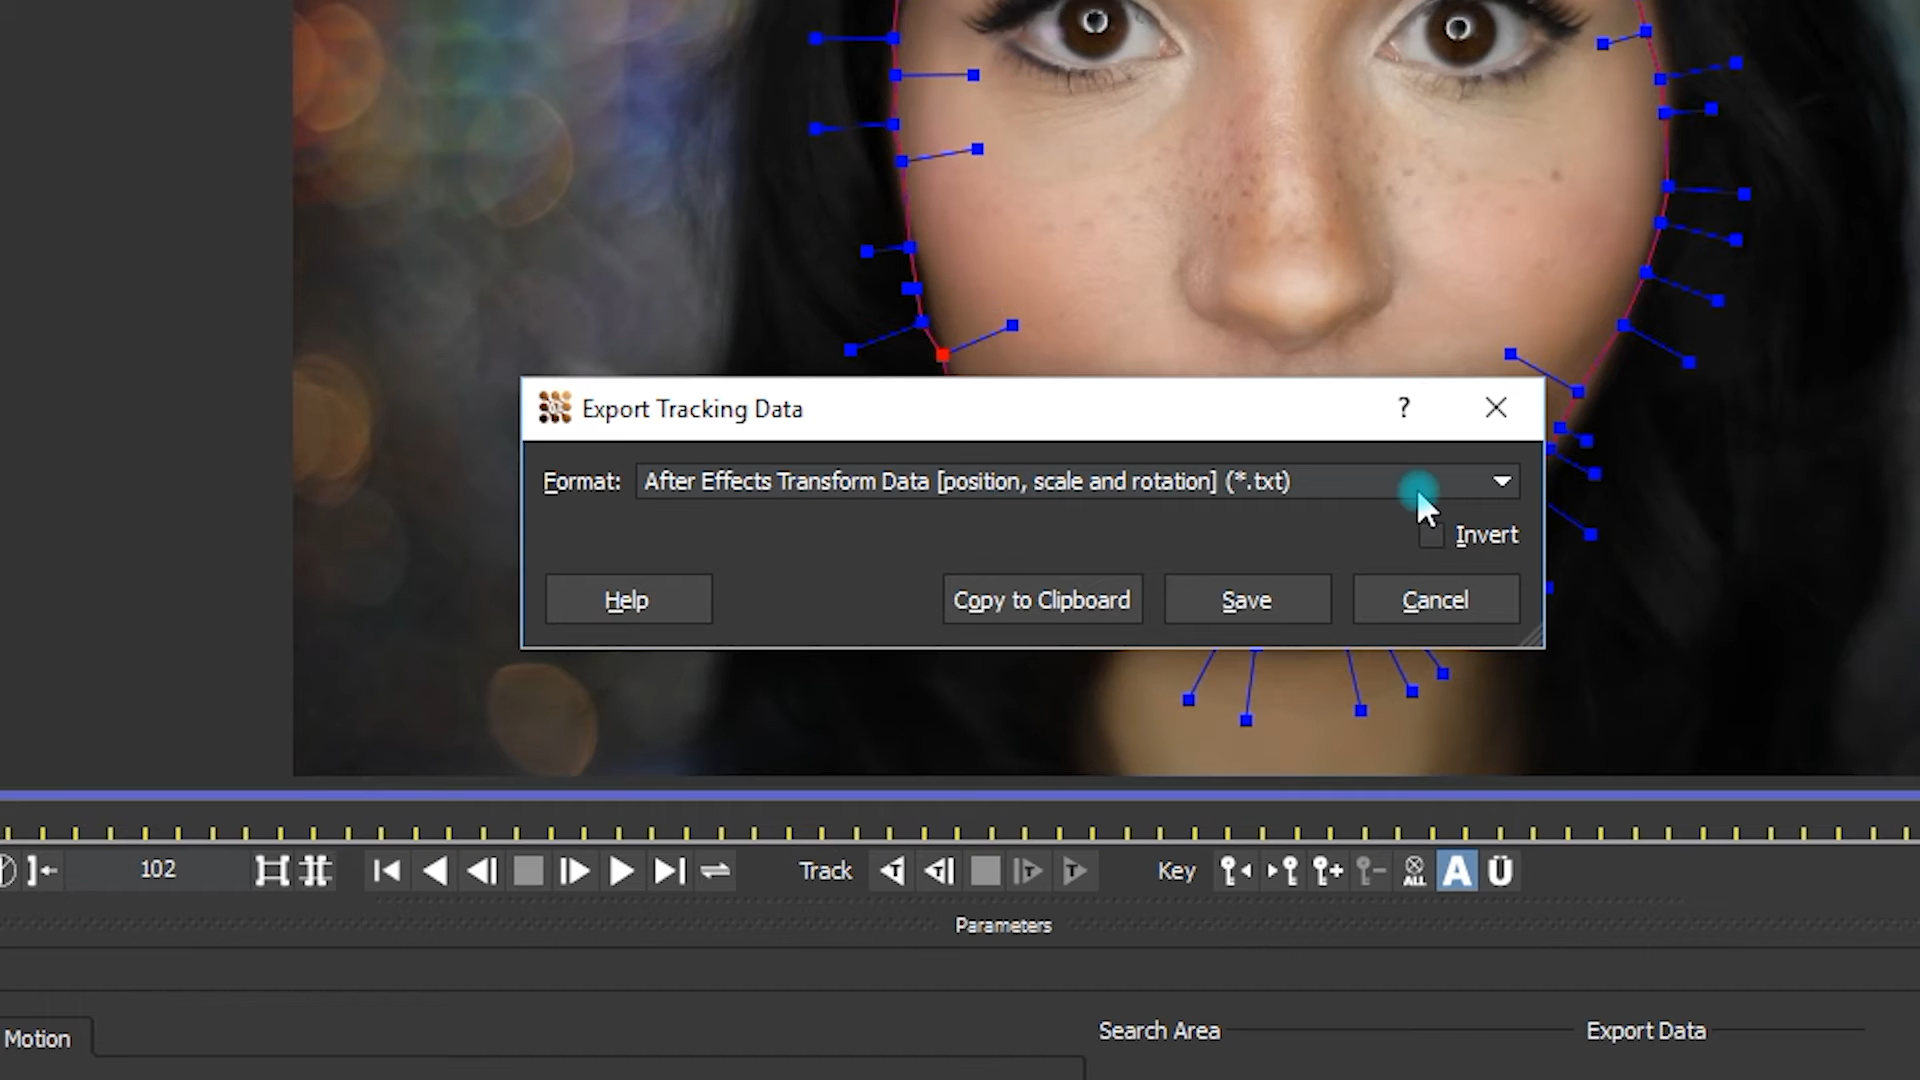 Export Tracking Data
?
Format: After Effects Transform Data [position, scale and rotation] (*.txt)
Invert
Help Copy to Clipboard Save Cancel
102 Track Key ALL A Ü
Parameters
Motion Search Area Export Data